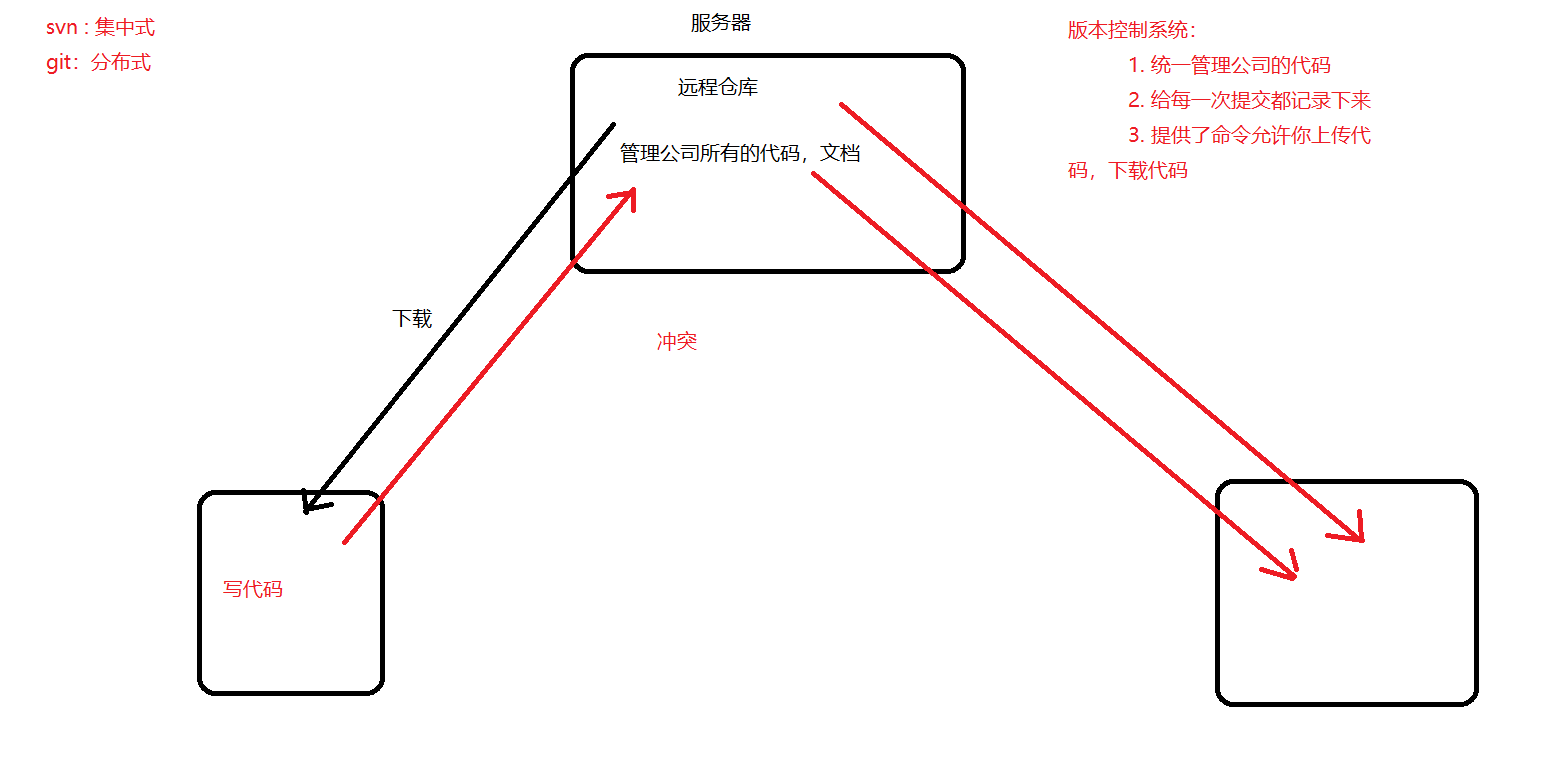 svn : 集中式
git：分布式
服务器
远程仓库
管理公司所有的代码，文档
版本控制系统：
1. 统一管理公司的代码
2. 给每一次提交都记录下来
3. 提供了命令允许你上传代
码，下载代码
下载
冲突
写代码